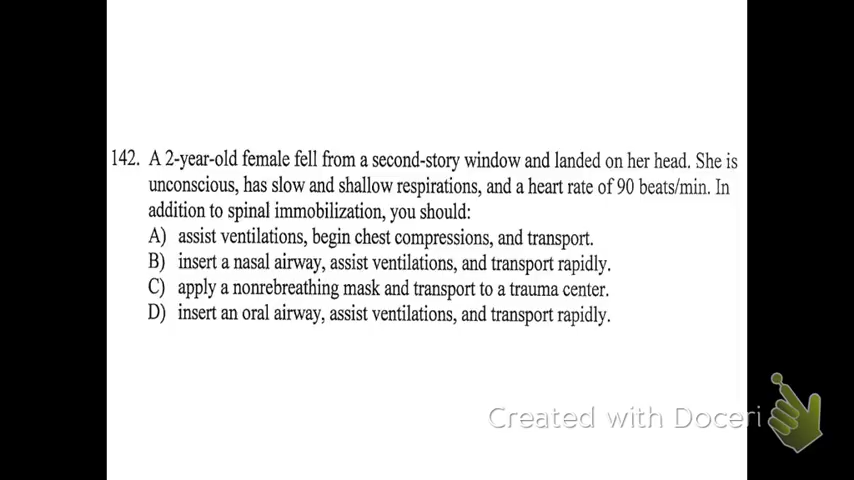 142. A 2-year-old female fell from a second-story window and landed on her head. She is
unconscious, has slow and shallow respirations, and a heart rate of 90 beats/min. In
addition to spinal immobilization, you should:
A) assist ventilations, begin chest compressions, and transport.
B) insert a nasal airway, assist ventilations, and transport rapidly.
C) apply a nonrebreathing mask and transport to a trauma center.
D) insert an oral airway, assist ventilations, and transport rapidly.
Created with Doceri